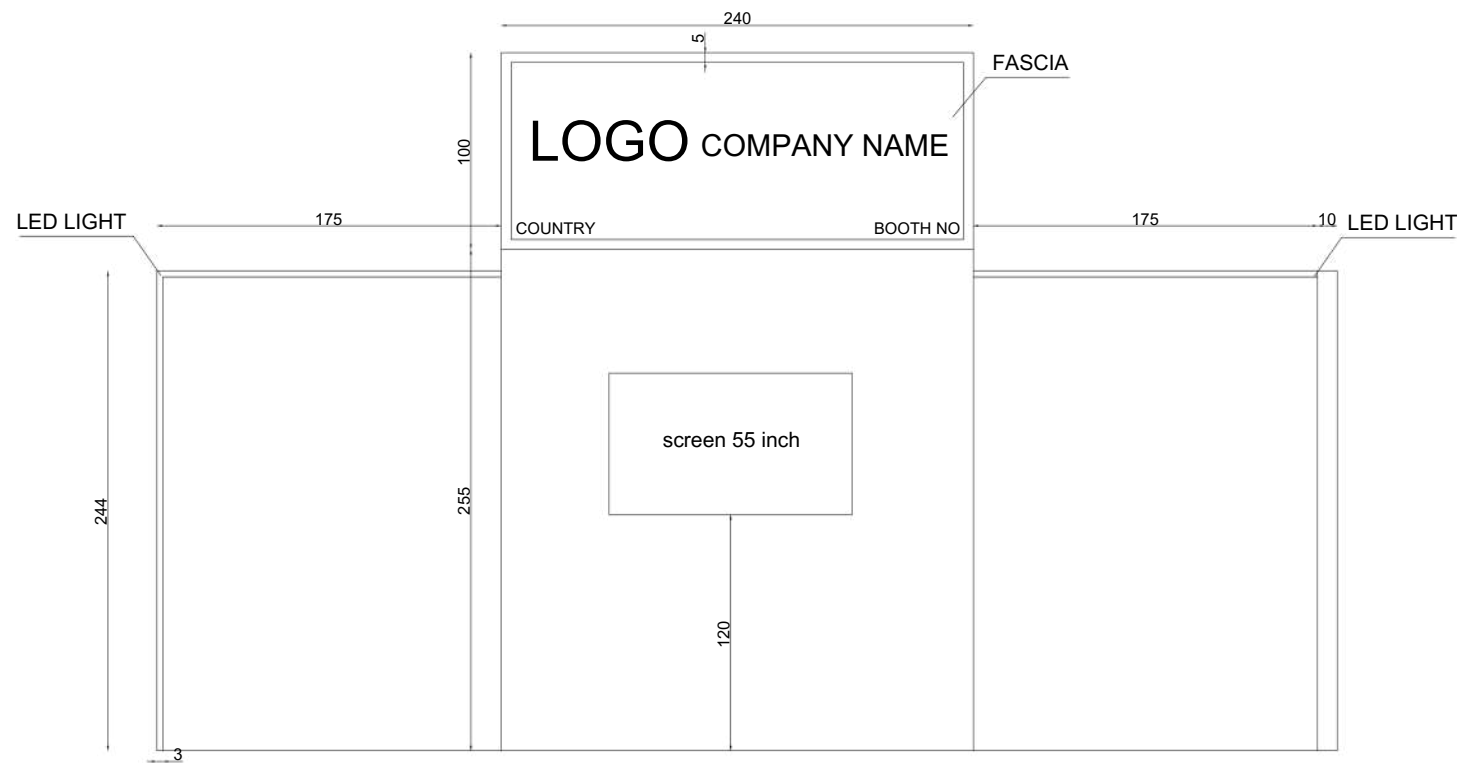 240
5
FASCIA
100
LOGO COMPANY NAME
LED LIGHT
175
COUNTRY
BOOTH NO
175
10
LED LIGHT
screen 55 inch
244
255
120
3